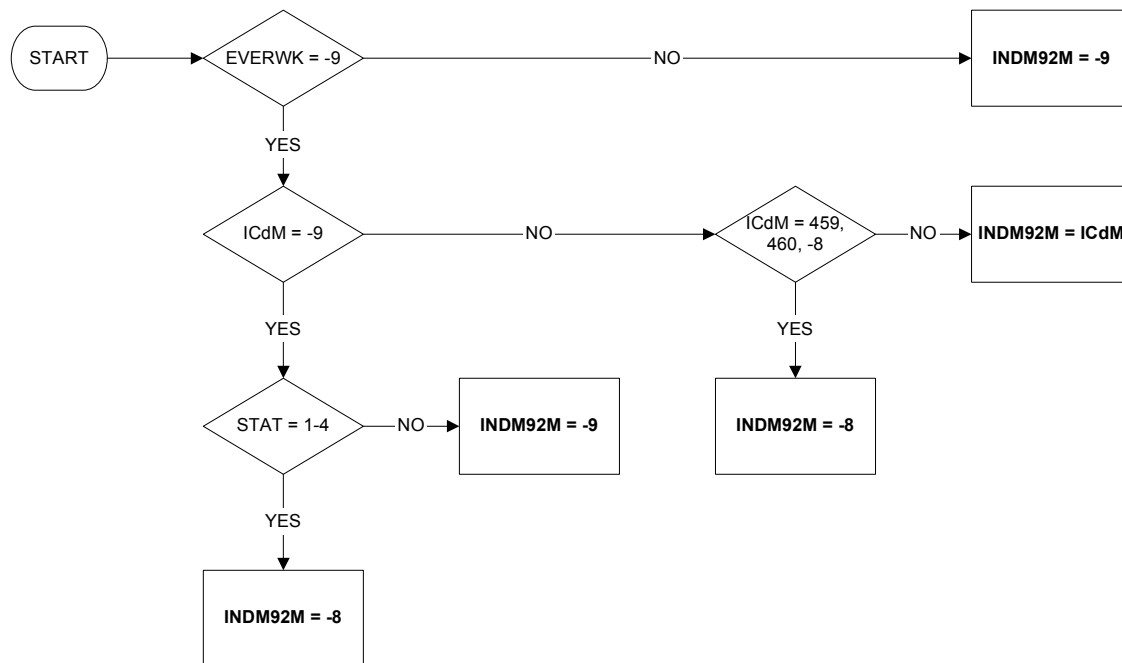 START
EVERWK = -9
NO
INDM92M = -9
YES
ICdM = -9
NO
ICdM = 459,
460, -8
NO
INDM92M = ICdM
YES
YES
STAT = 1-4
NO
INDM92M = -9
INDM92M = -8
YES
INDM92M = -8